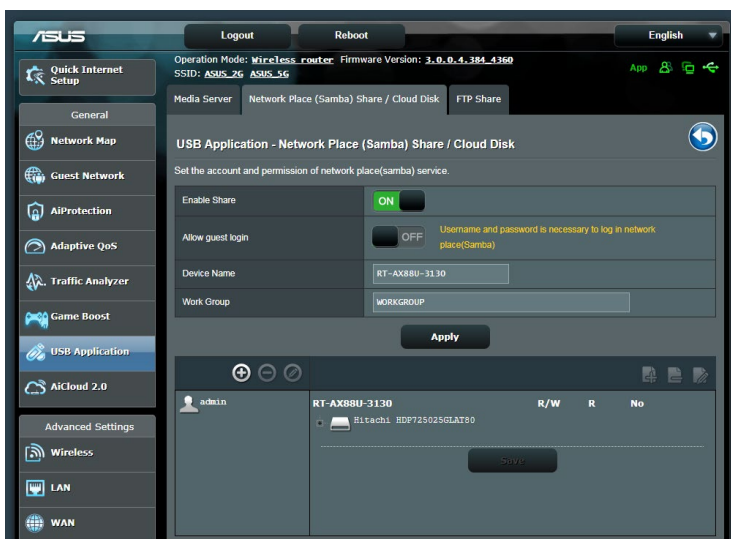 ASUS
Logout
Reboot
English
Quick Internet
Setup
Operation Mode: Wireless router Firmware Version: 3.0.0.4.384_4360
SSID: ASUS_2G ASUS_5G
App
Media Server
Network Place (Samba) Share / Cloud Disk
FTP Share
General
Network Map
Guest Network
AiProtection
Adaptive QoS
Traffic Analyzer
Game Boost
USB Application
AiCloud 2.0
Advanced Settings
Wireless
LAN
WAN
USB Application - Network Place (Samba) Share / Cloud Disk
Set the account and permission of network place(samba) service.
Enable Share
ON
Allow guest login
OFF
Username and password is necessary to log in network
place(Samba)
Device Name
RT-AX88U-3130
Work Group
WORKGROUP
Apply
admin
RT-AX88U-3130
R/W
R
No
Hitachi HDP725025GLAT80
Save